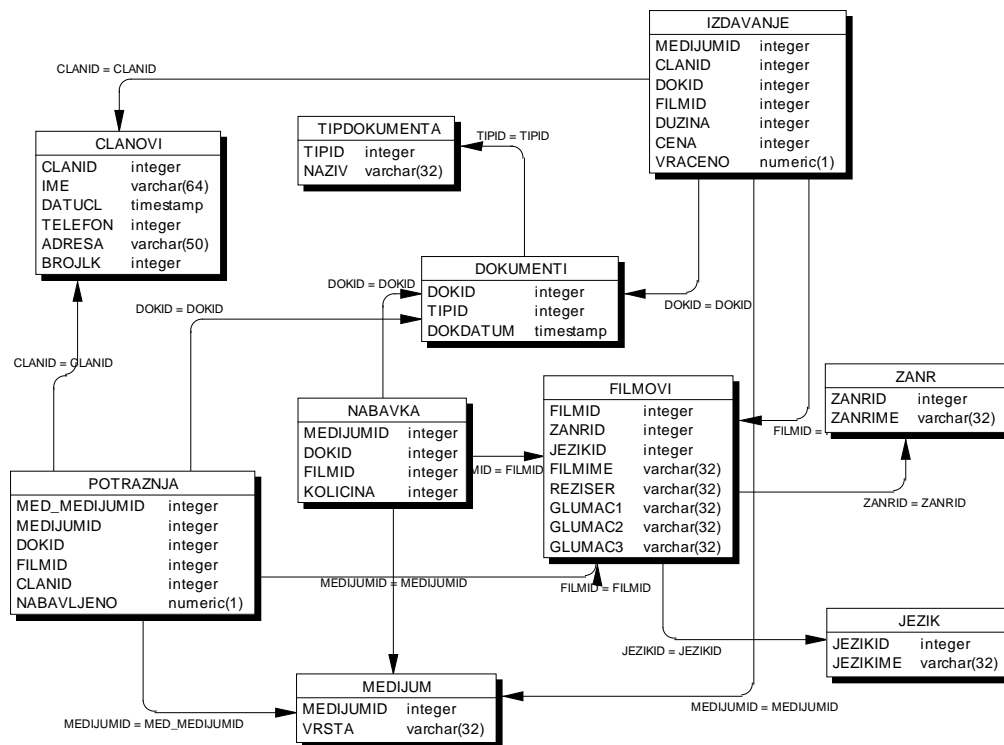 IZDAVANJE
MEDIJUMID integer
CLANID integer
DOKID integer
FILMID integer
DUZINA integer
CENA integer
VRACENO numeric(1)
CLANID = CLANID
TIPDOKUMENTA
TIPID integer
NAZIV varchar(32)
TIPID = TIPID
CLANOVI
CLANID integer
IME varchar(64)
DATUCL timestamp
TELEFON integer
ADRESA varchar(50)
BROJLK integer
DOKUMENTI
DOKID integer
TIPID integer
DOKDATUM timestamp
DOKID = DOKID
DOKID = DOKID
DOKID = DOKID
CLANID = CLANID
ZANR
ZANRID integer
ZANRIME varchar(32)
FILMOVI
FILMID integer
ZANRID integer
JEZIKID integer
FILMIME varchar(32)
REZISER varchar(32)
GLUMAC1 varchar(32)
GLUMAC2 varchar(32)
GLUMAC3 varchar(32)
NABAVKA
MEDIJUMID integer
DOKID integer
FILMID integer
KOLICINA integer
FILMID =
MID = FILMID
ZANRID = ZANRID
POTRAZNJA
MED_MEDIJUMID integer
MEDIJUMID integer
DOKID integer
FILMID integer
CLANID integer
NABAVLJENO numeric(1)
MEDIJUMID = MEDIJUMID
FILMID = FILMID
JEZIK
JEZIKID integer
JEZIKIME varchar(32)
JEZIKID = JEZIKID
MEDIJUM
MEDIJUMID integer
VRSTA varchar(32)
MEDIJUMID = MED_MEDIJUMID
MEDIJUMID = MEDIJUMID